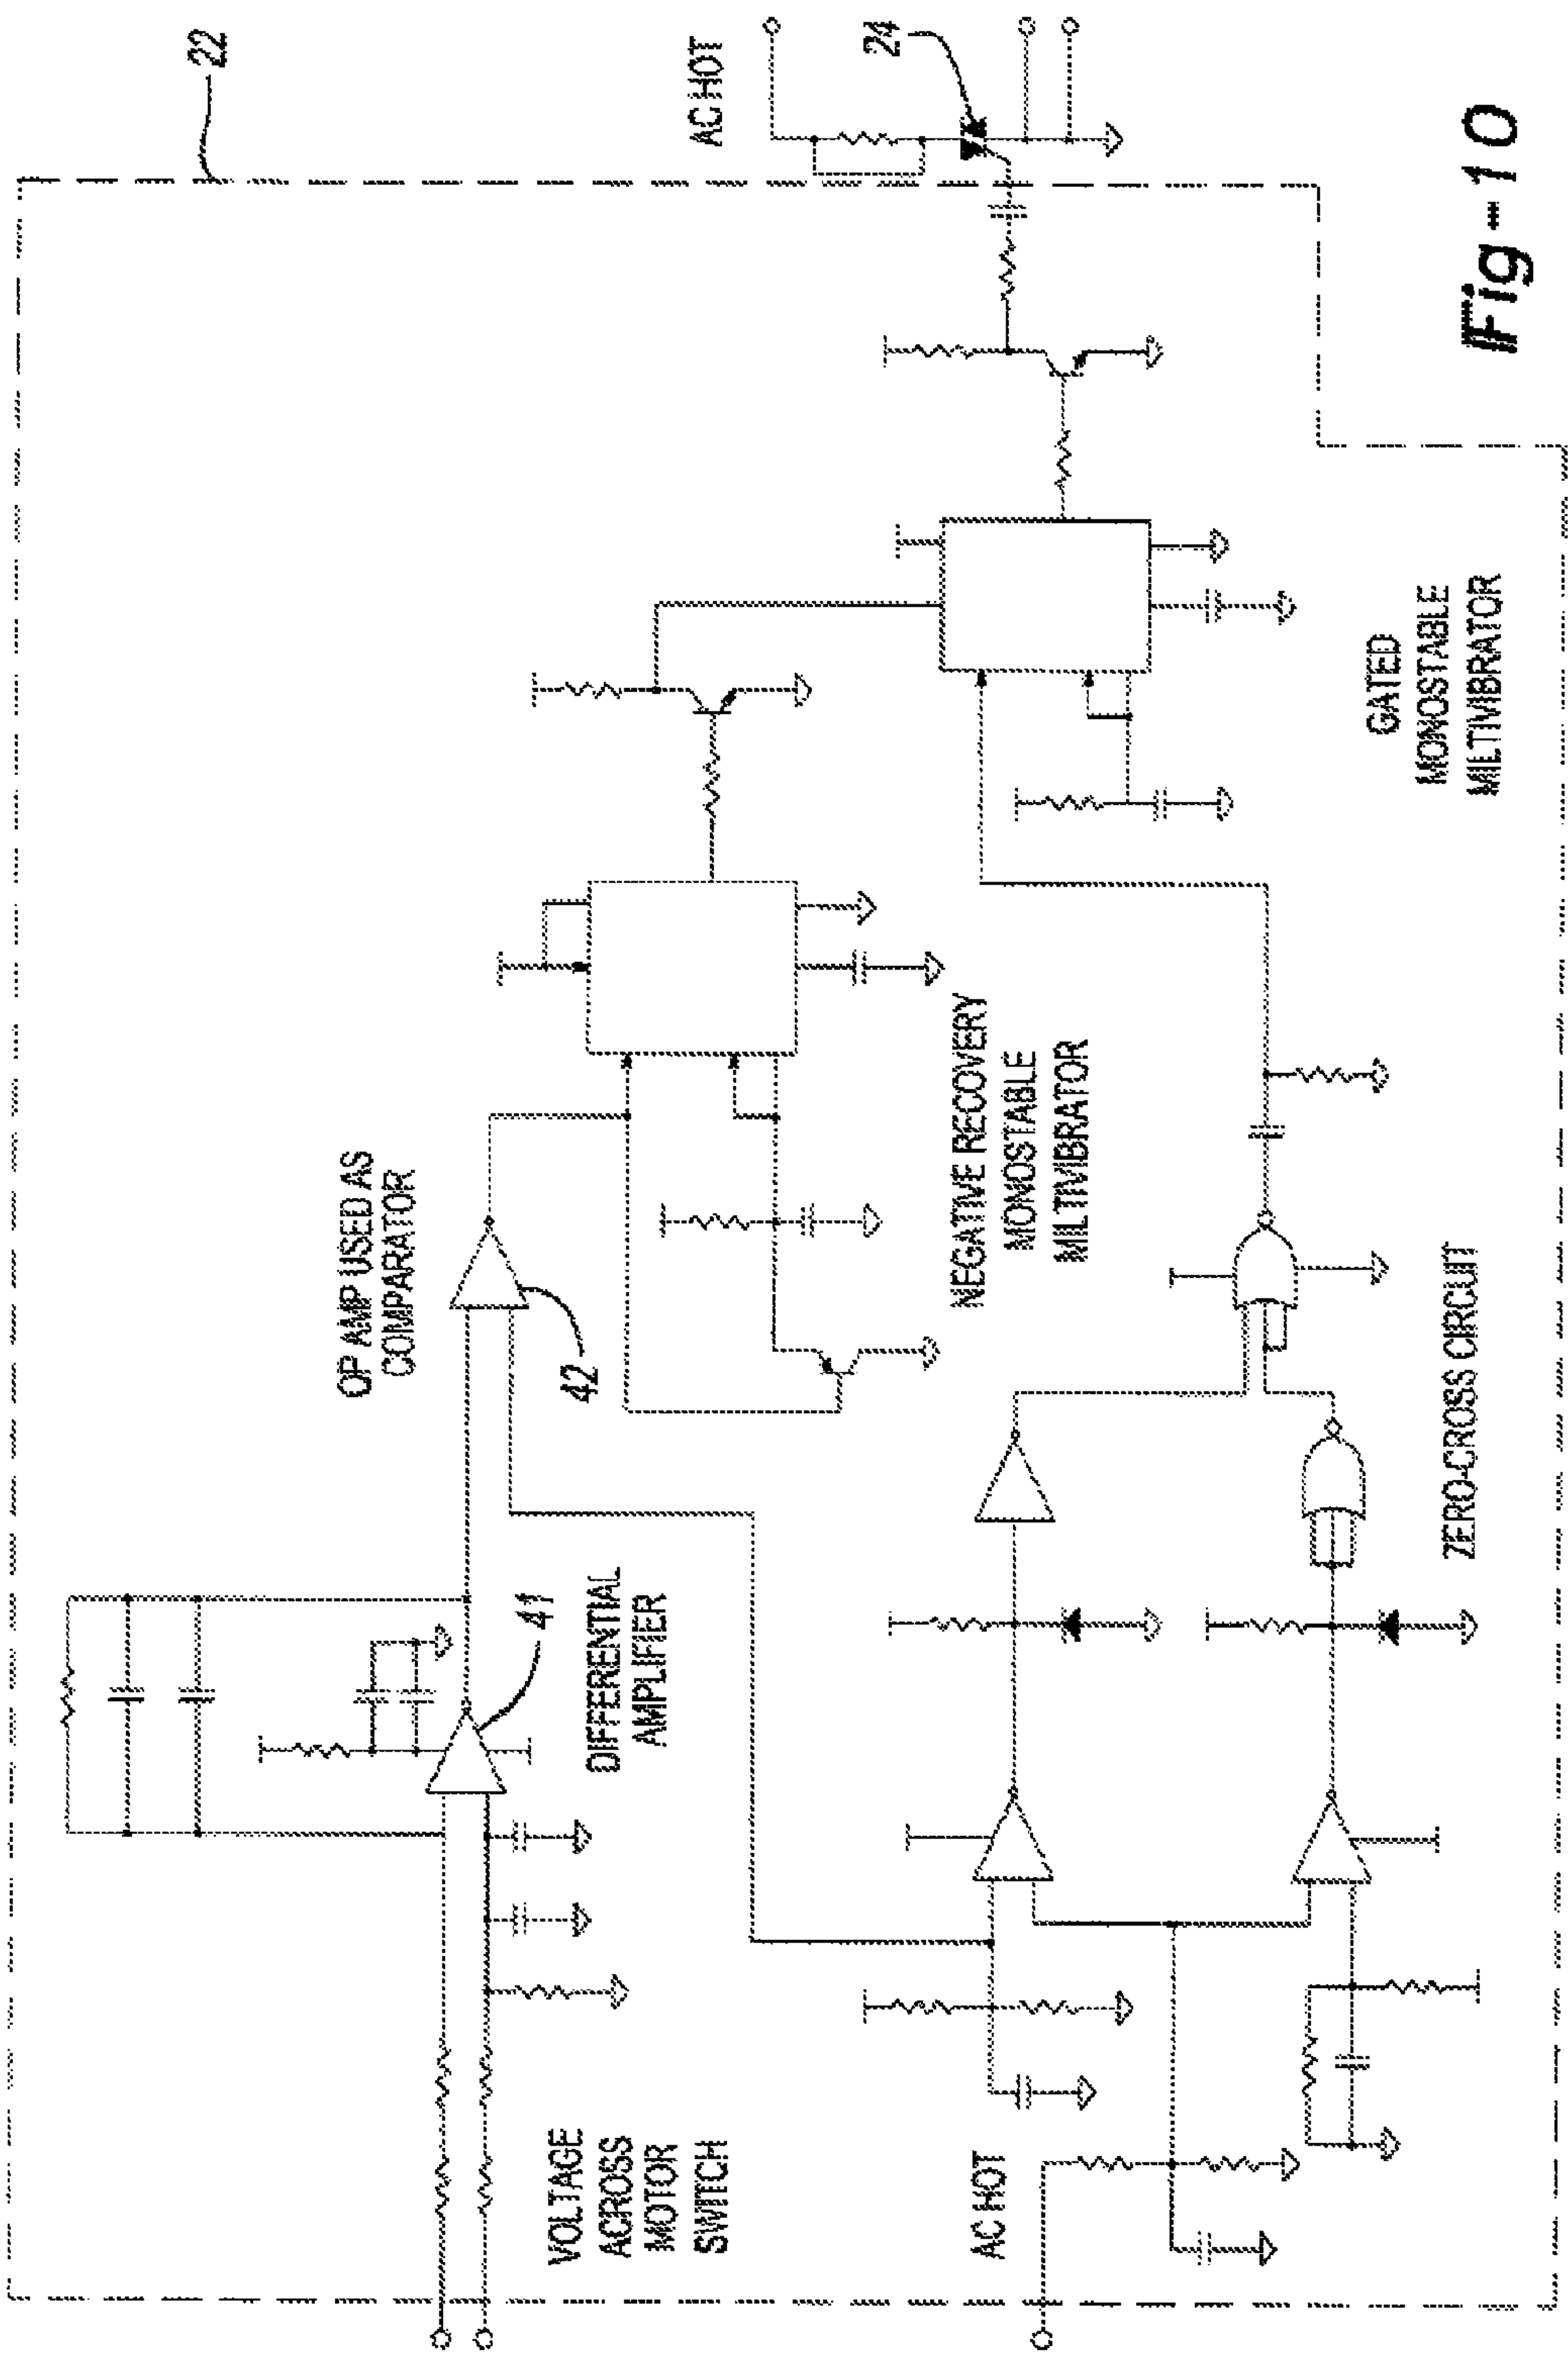 22
AC HOT
24
OP AMP USED AS
COMPARATOR
42
41
DIFFERENTIAL
AMPLIFIER
VOLTAGE
ACROSS
MOTOR
SWITCH
NEGATIVE RECOVERY
MONOSTABLE
MILTIVIBRATOR
GATED
MONOSTABLE
MILTIVIBRATOR
AC HOT
ZERO-CROSS CIRCUIT
Fig-10